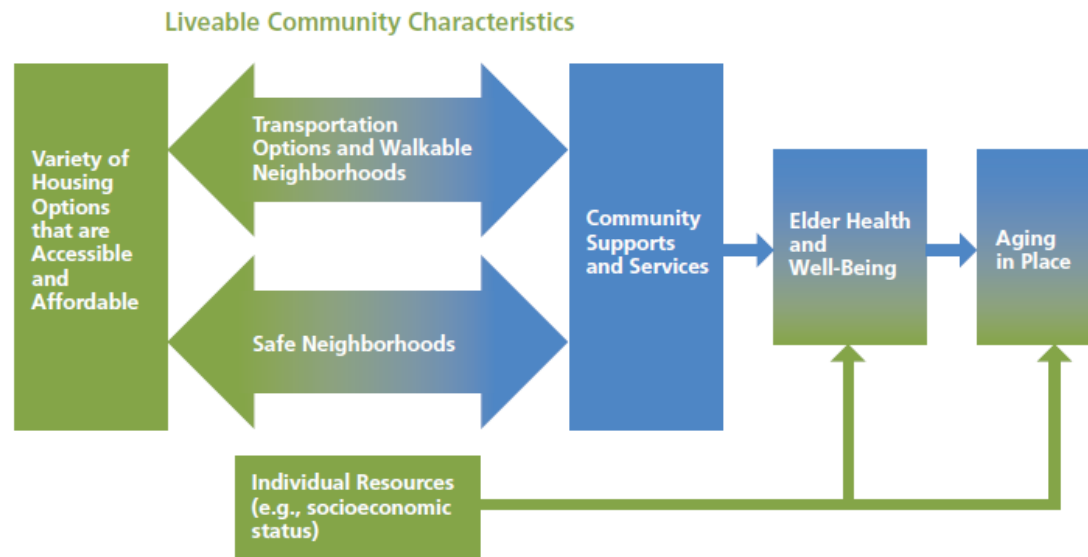 Liveable Community Characteristics
Variety of
Housing
Options
that are
Accessible
and
Affordable
Transportation
Options and Walkable
Neighborhoods
Safe Neighborhoods
Community
Supports
and Services
Elder Health
and
Well-Being
Aging
in Place
Individual Resources
(e.g., socioeconomic
status)